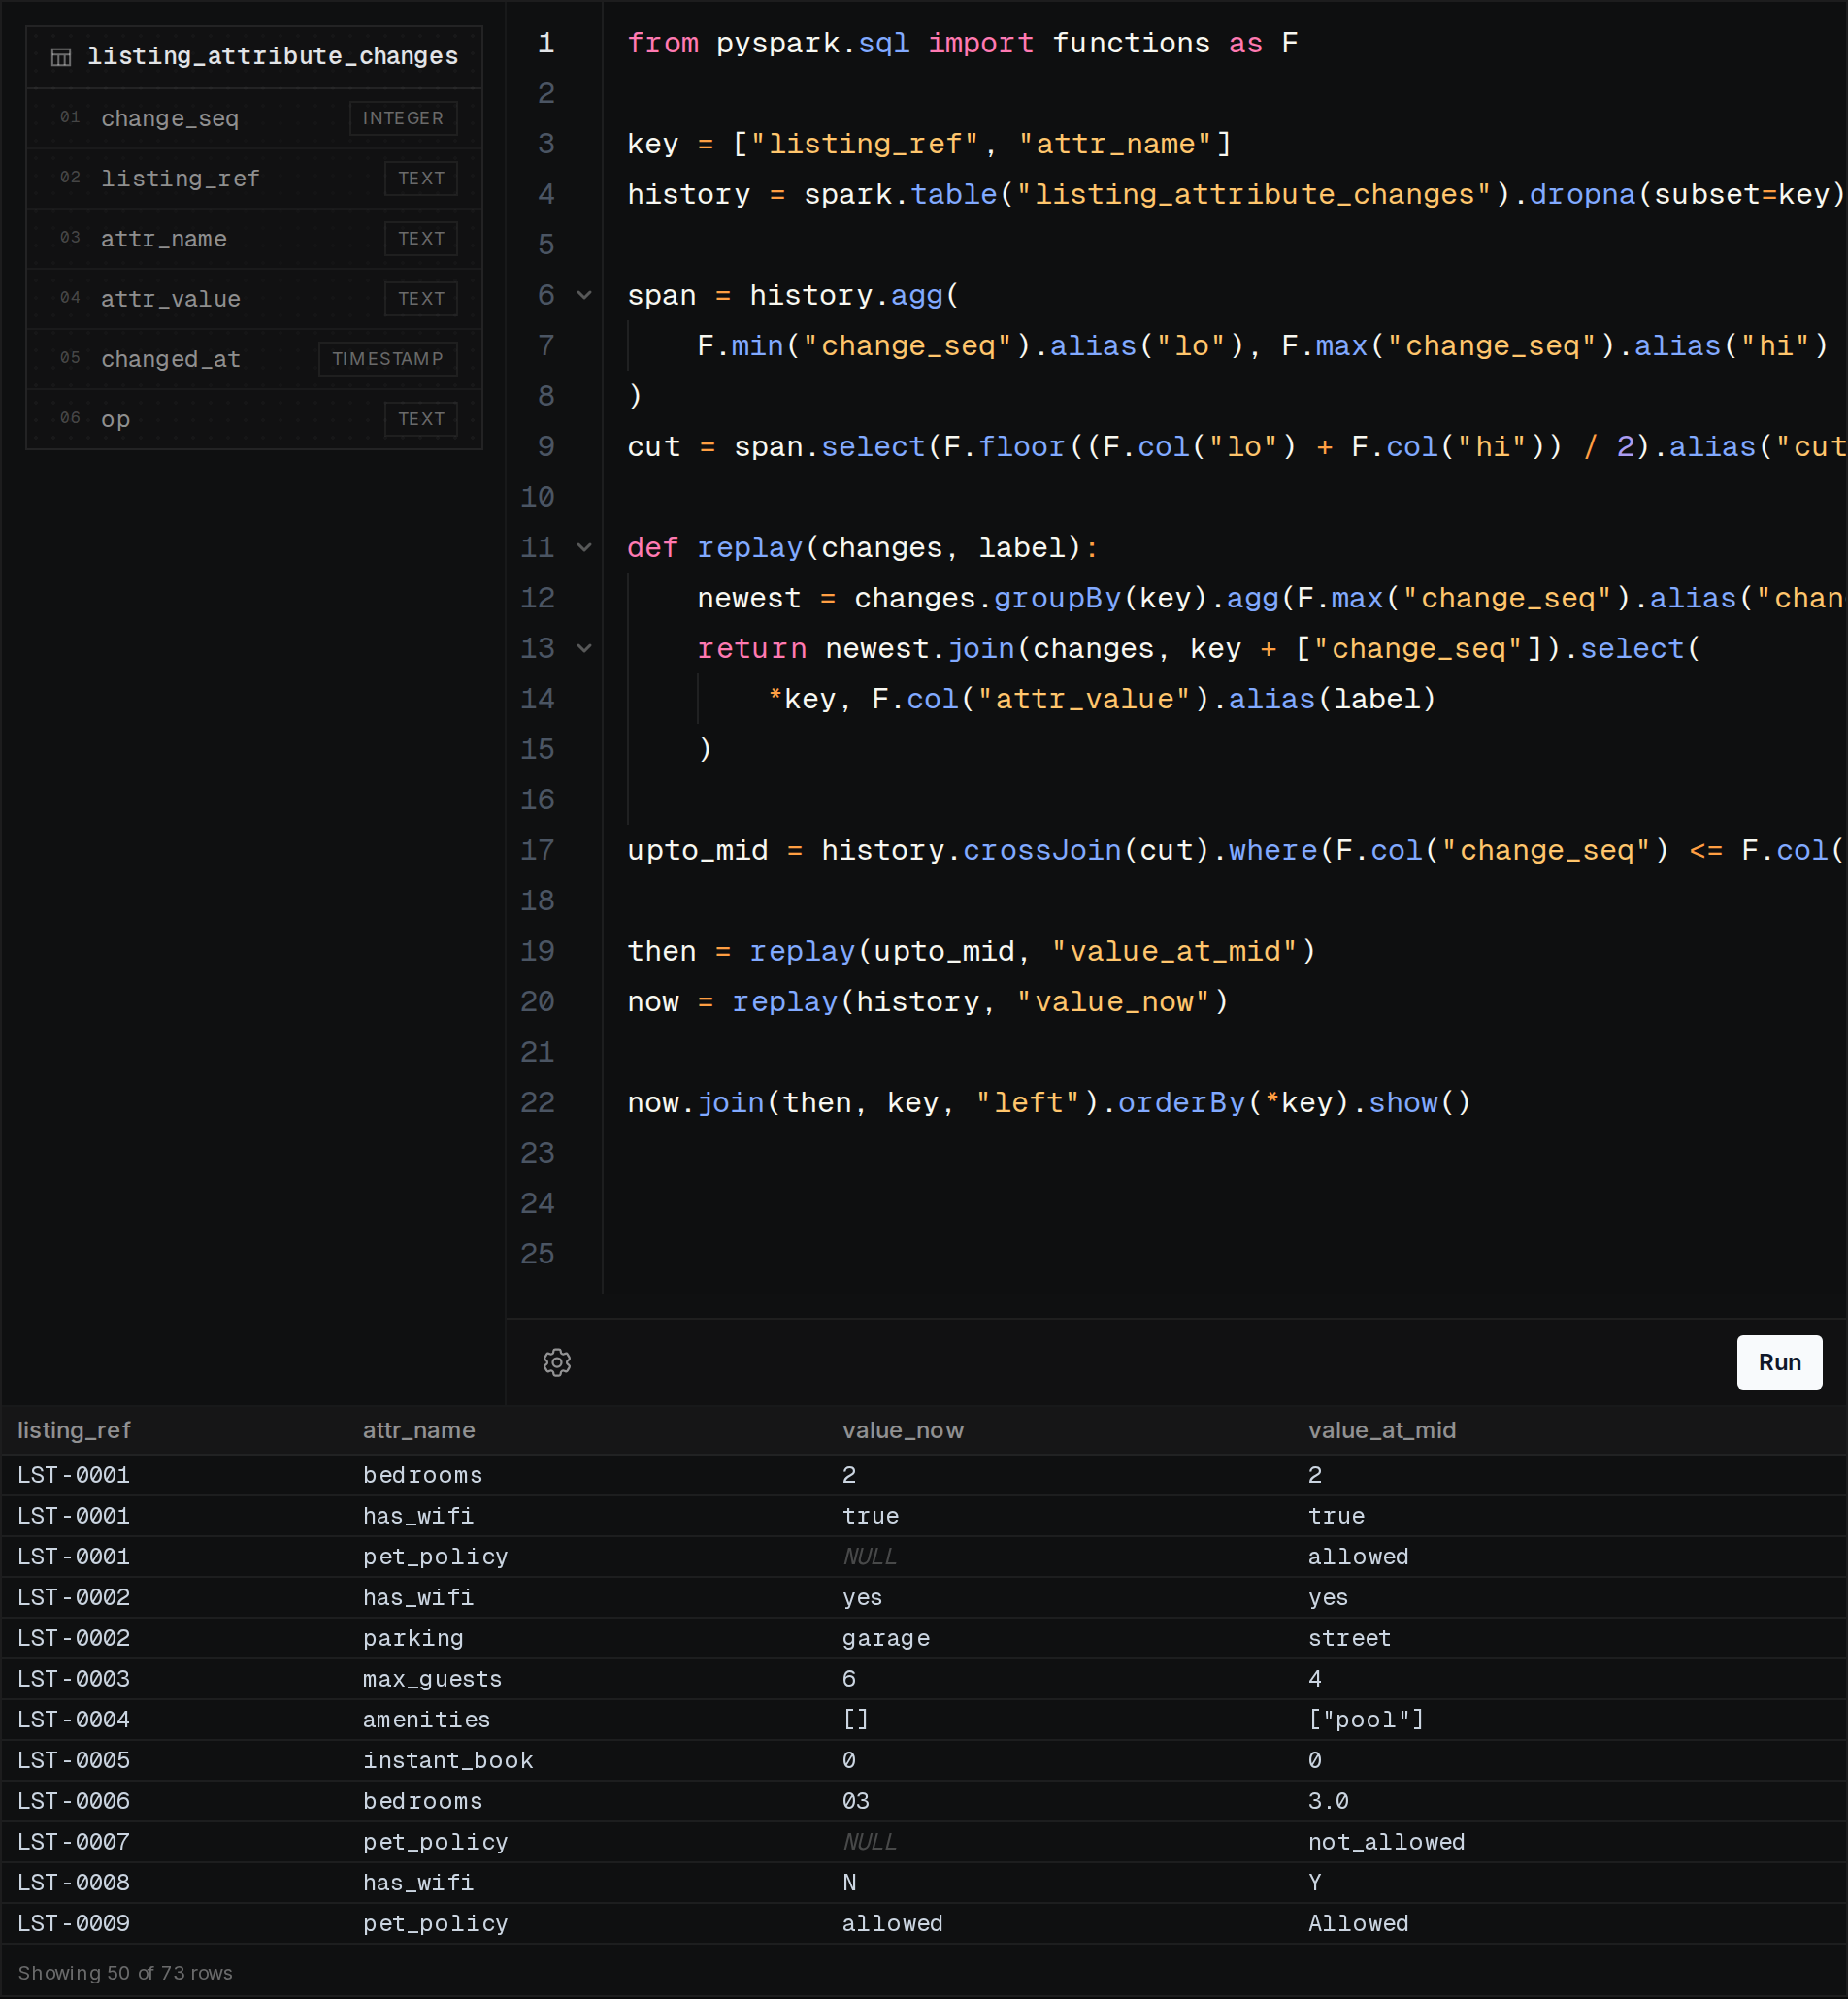 listing_attribute_changes
01 change_seq INTEGER
02 listing_ref TEXT
03 attr_name TEXT
04 attr_value TEXT
05 changed_at TIMESTAMP
06 op TEXT
1 from pyspark.sql import functions as F
2
3 key = ["listing_ref", "attr_name"]
4 history = spark.table("listing_attribute_changes").dropna(subset=key)
5
6 span = history.agg(
7 F.min("change_seq").alias("lo"), F.max("change_seq").alias("hi")
8 )
9 cut = span.select(F.floor((F.col("lo") + F.col("hi")) / 2).alias("cut
10
11 def replay(changes, label):
12 newest = changes.groupBy(key).agg(F.max("change_seq").alias("chan
13 return newest.join(changes, key + ["change_seq"]).select(
14 *key, F.col("attr_value").alias(label)
15 )
16
17 upto_mid = history.crossJoin(cut).where(F.col("change_seq") <= F.col(
18
19 then = replay(upto_mid, "value_at_mid")
20 now = replay(history, "value_now")
21
22 now.join(then, key, "left").orderBy(*key).show()
23
24
25
Run
listing_ref attr_name value_now value_at_mid
LST-0001 bedrooms 2 2
LST-0001 has_wifi true true
LST-0001 pet_policy NULL allowed
LST-0002 has_wifi yes yes
LST-0002 parking garage street
LST-0003 max_guests 6 4
LST-0004 amenities [] ["pool"]
LST-0005 instant_book 0 0
LST-0006 bedrooms 03 3.0
LST-0007 pet_policy NULL not_allowed
LST-0008 has_wifi N Y
LST-0009 pet_policy allowed Allowed
Showing 50 of 73 rows